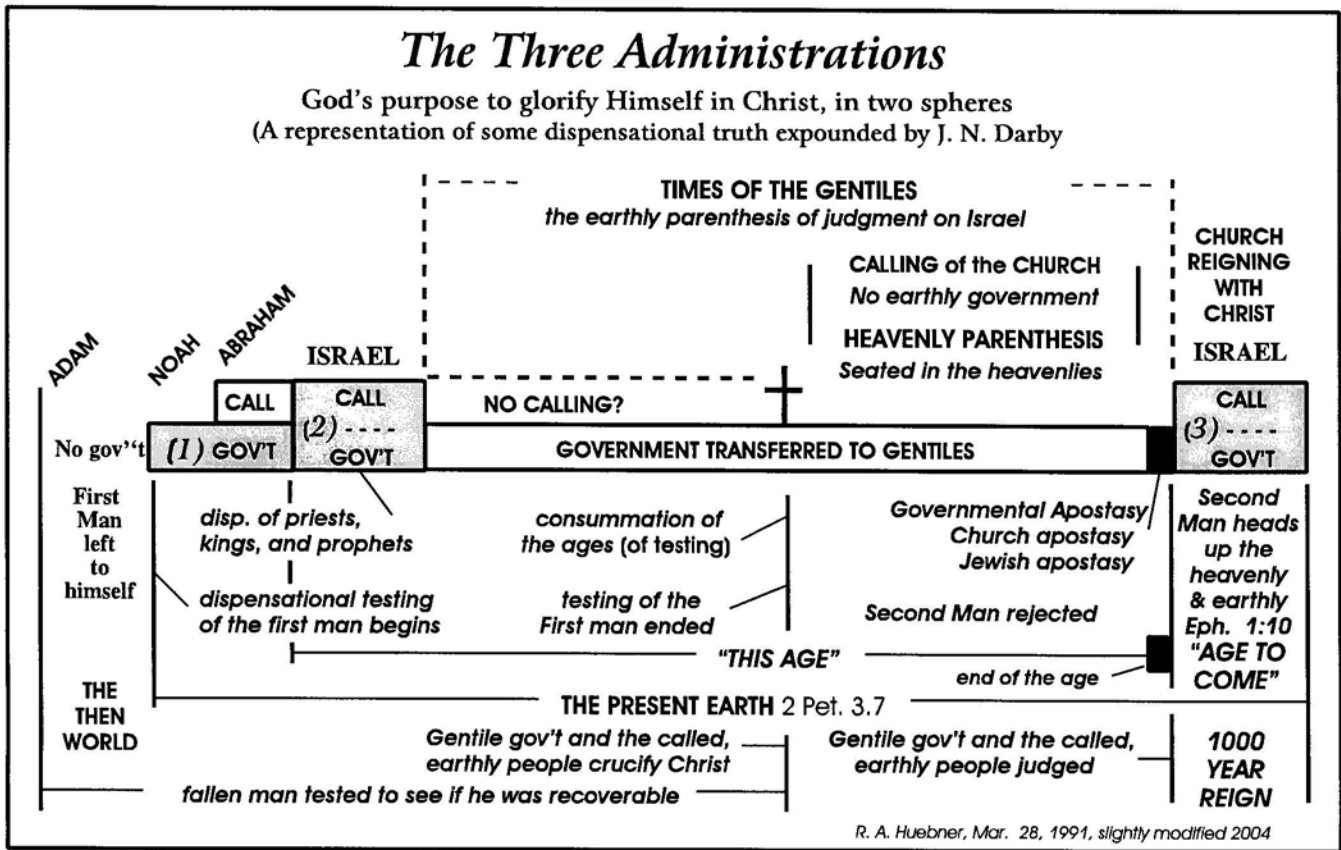 The Three Administrations
God's purpose to glorify Himself in Christ, in two spheres
(A representation of some dispensational truth expounded by J. N. Darby
TIMES OF THE GENTILES
the earthly parenthesis of judgment on Israel
CALLING of the CHURCH
No earthly government
HEAVENLY PARENTHESIS
Seated in the heavenlies
CHURCH
REIGNING
WITH
CHRIST
ISRAEL
ADAM
NOAH
ABRAHAM
ISRAEL
CALL
CALL
(2) ----
GOV'T
NO CALLING?
CALL
(3) ----
GOV'T
No gov''t
(1) GOV'T
GOVERNMENT TRANSFERRED TO GENTILES
First
Man
left
to
himself
disp. of priests,
kings, and prophets
dispensational testing
of the first man begins
consummation of
the ages (of testing)
testing of the
First man ended
Governmental Apostasy
Church apostasy
Jewish apostasy
Second Man rejected
Second
Man heads
up the
heavenly
& earthly
Eph. 1:10
"AGE TO
COME"
"THIS AGE"
end of the age
THE
THEN
WORLD
THE PRESENT EARTH 2 Pet. 3.7
Gentile gov't and the called,
earthly people crucify Christ
Gentile gov't and the called,
earthly people judged
1000
YEAR
REIGN
fallen man tested to see if he was recoverable
R. A. Huebner, Mar. 28, 1991, slightly modified 2004